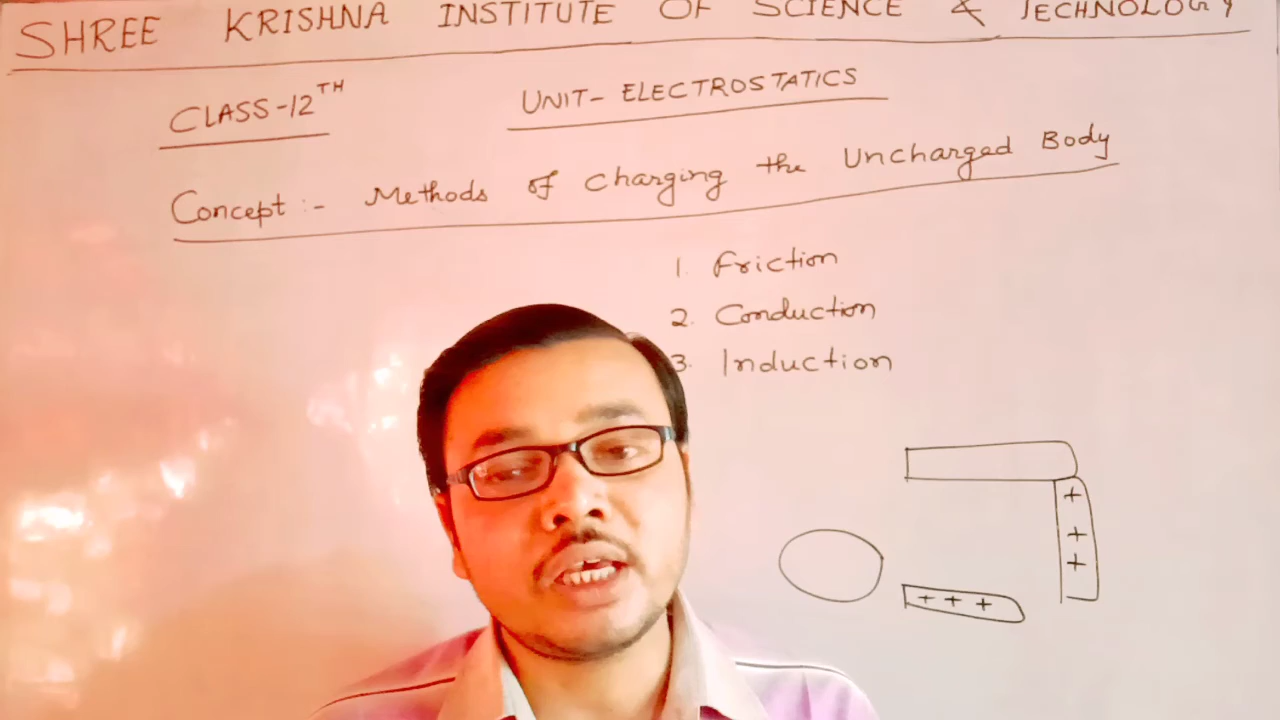 SHREE KRISHNA INSTITUTE OF SCIENCE & TECHNOLOGY
CLASS-12TH UNIT- ELECTROSTATICS
Concept:- Methods of Charging the Uncharged Body
1. Friction
2. Conduction
3. Induction
+
+
+
+ + +